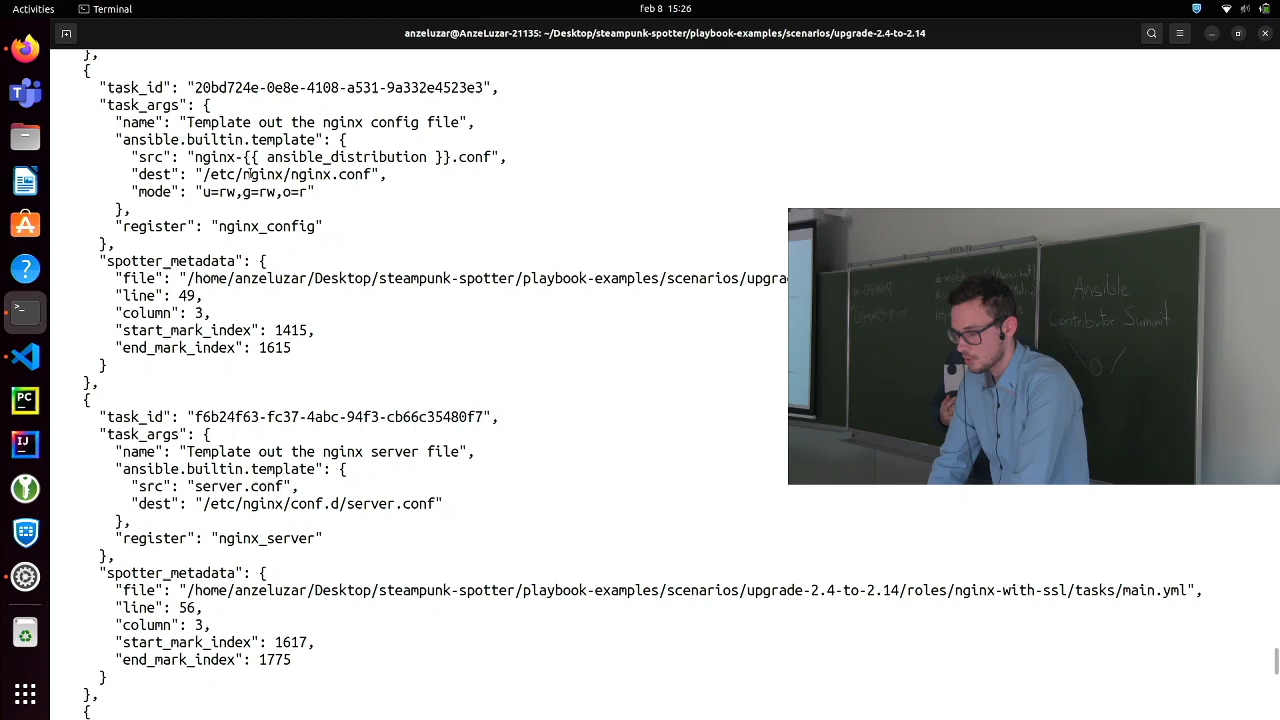 Activities
Terminal
feb 8 15:26
anzeluzar@AnzeLuzar-21135: ~/Desktop/steampunk-spotter/playbook-examples/scenarios/upgrade-2.4-to-2.14
},
{
"task_id": "20bd724e-0e8e-4108-a531-9a332e4523e3",
"task_args": {
"name": "Template out the nginx config file",
"ansible.builtin.template": {
"src": "nginx-{{ ansible_distribution }}.conf",
"dest": "/etc/nginx/nginx.conf",
"mode": "u=rw,g=rw,o=r"
},
"register": "nginx_config"
},
"spotter_metadata": {
"file": "/home/anzeluzar/Desktop/steampunk-spotter/playbook-examples/scenarios/upgra
"line": 49,
"column": 3,
"start_mark_index": 1415,
"end_mark_index": 1615
}
},
{
"task_id": "f6b24f63-fc37-4abc-94f3-cb66c35480f7",
"task_args": {
"name": "Template out the nginx server file",
"ansible.builtin.template": {
"src": "server.conf",
"dest": "/etc/nginx/conf.d/server.conf"
},
"register": "nginx_server"
},
"spotter_metadata": {
"file": "/home/anzeluzar/Desktop/steampunk-spotter/playbook-examples/scenarios/upgrade-2.4-to-2.14/roles/nginx-with-ssl/tasks/main.yml",
"line": 56,
"column": 3,
"start_mark_index": 1617,
"end_mark_index": 1775
}
},
{
PC
IJ
Ansible
Contributor Summit
\o/